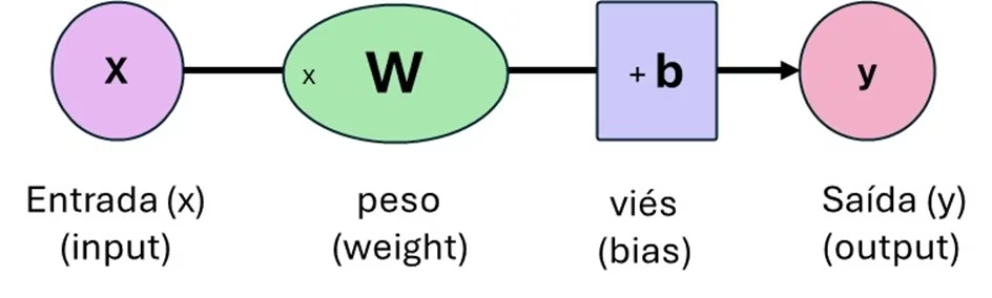 X
x W
+ b
y
Entrada (x)
(input)
peso
(weight)
viés
(bias)
Saída (y)
(output)